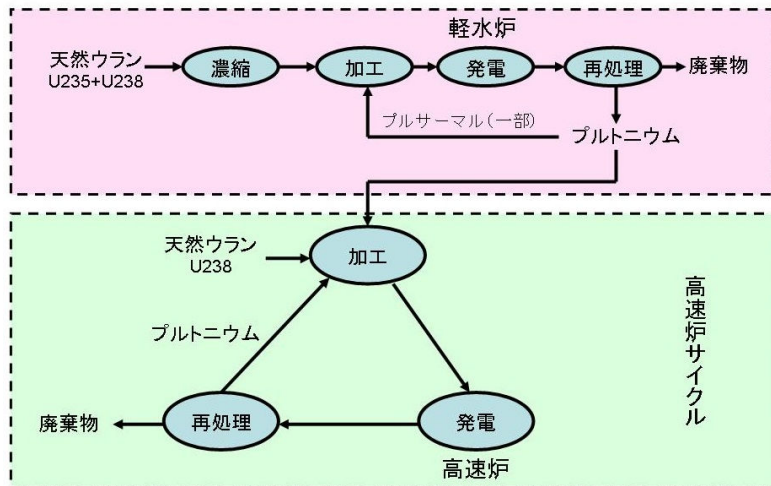 軽水炉
天然ウラン
U235+U238
濃縮
加工
発電
再処理
廃棄物
プルサーマル(一部)
プルトニウム
天然ウラン
U238
加工
プルトニウム
高速炉サイクル
廃棄物
再処理
発電
高速炉